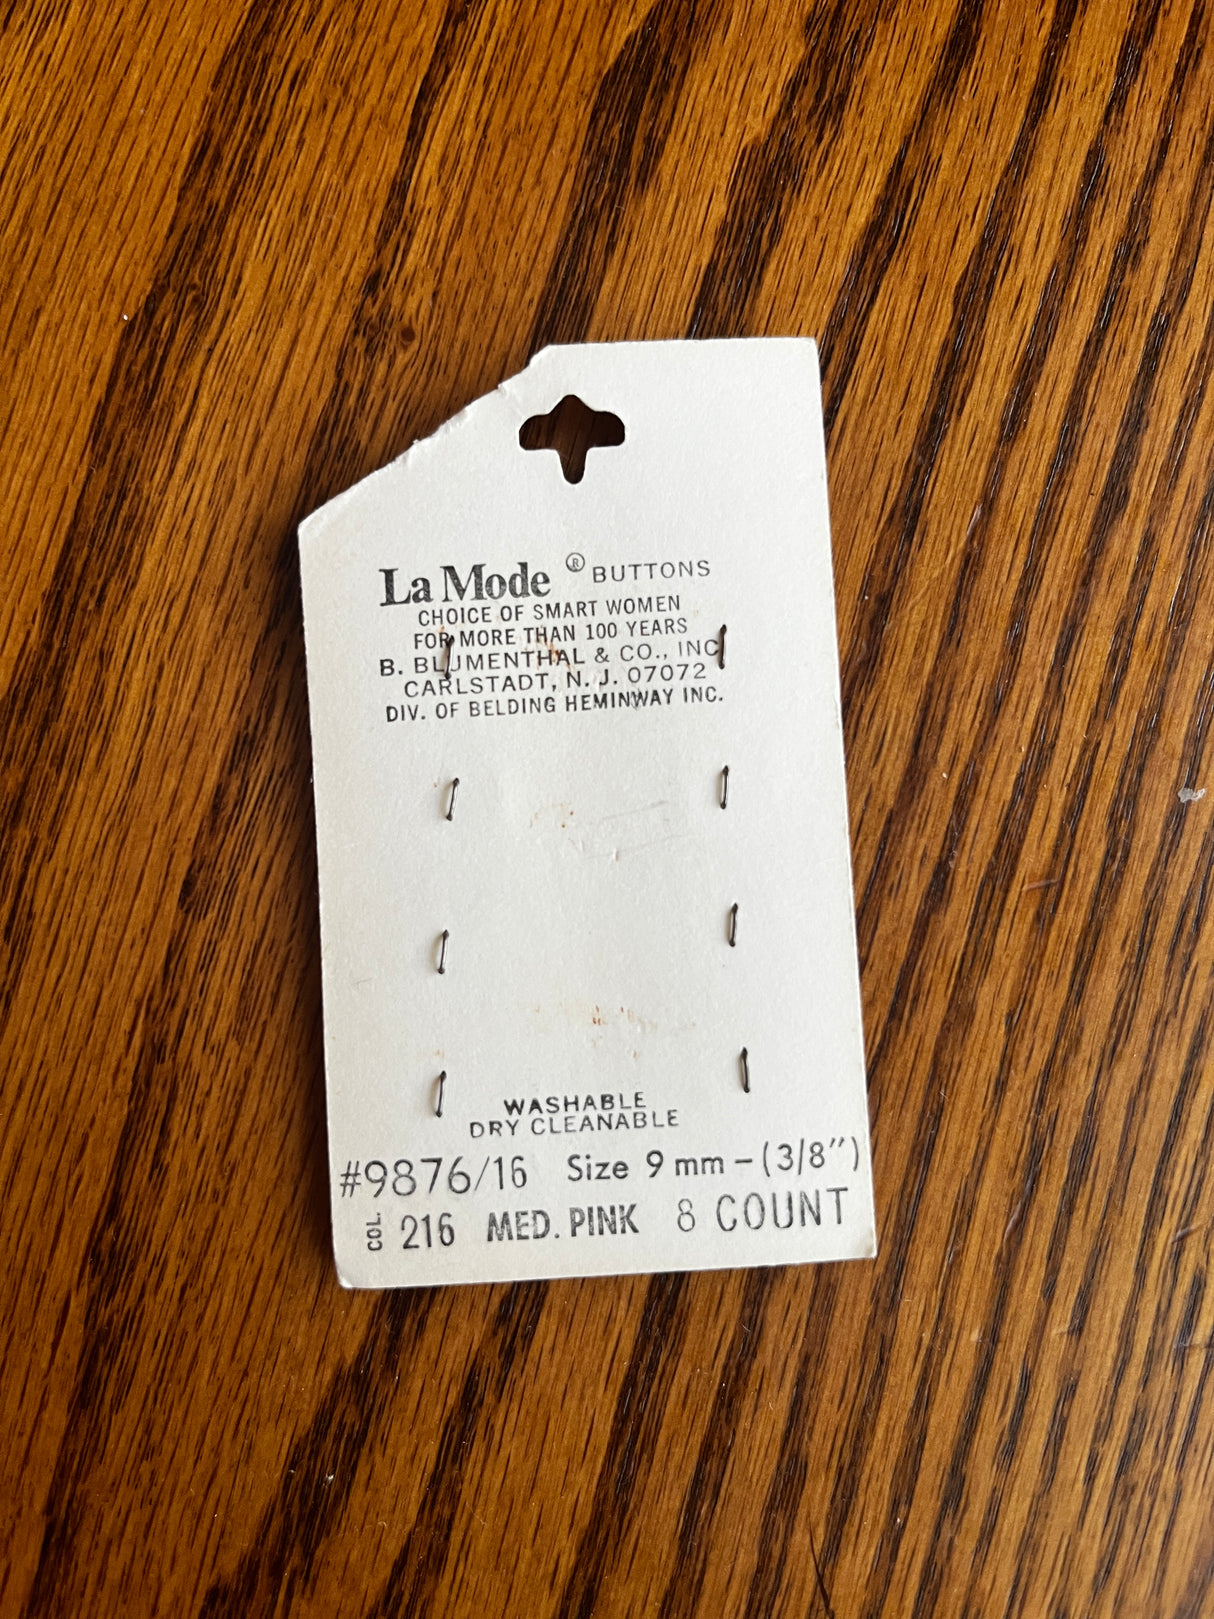 La Mode ® BUTTONS
CHOICE OF SMART WOMEN
FOR MORE THAN 100 YEARS
B. BLUMENTHAL & CO., INC
CARLSTADT, N. J. 07072
DIV. OF BELDING HEMINWAY INC.
WASHABLE
DRY CLEANABLE
#9876/16 Size 9 mm – (3/8")
COL. 216 MED. PINK 8 COUNT